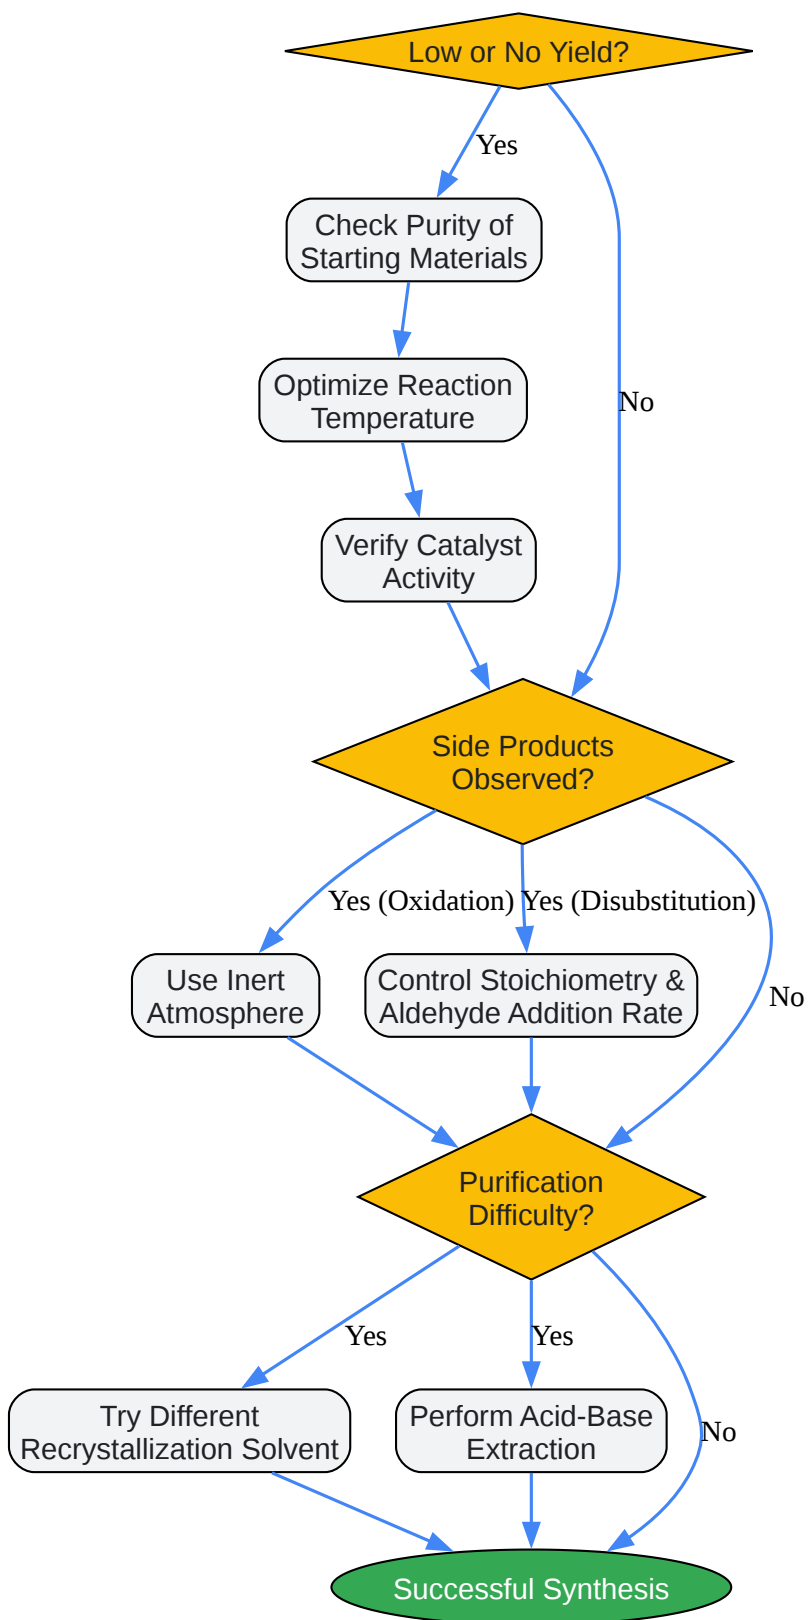 Low or No Yield?
Yes
Check Purity of
Starting Materials
Optimize Reaction
Temperature
No
Verify Catalyst
Activity
Side Products
Observed?
Yes (Oxidation)
Yes (Disubstitution)
Use Inert
Atmosphere
Control Stoichiometry &
Aldehyde Addition Rate
No
Purification
Difficulty?
Yes
Yes
Try Different
Recrystallization Solvent
Perform Acid-Base
Extraction
No
Successful Synthesis